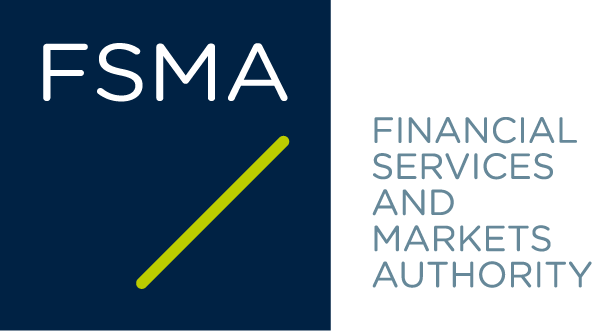 FSMA
FINANCIAL
SERVICES
AND
MARKETS
AUTHORITY